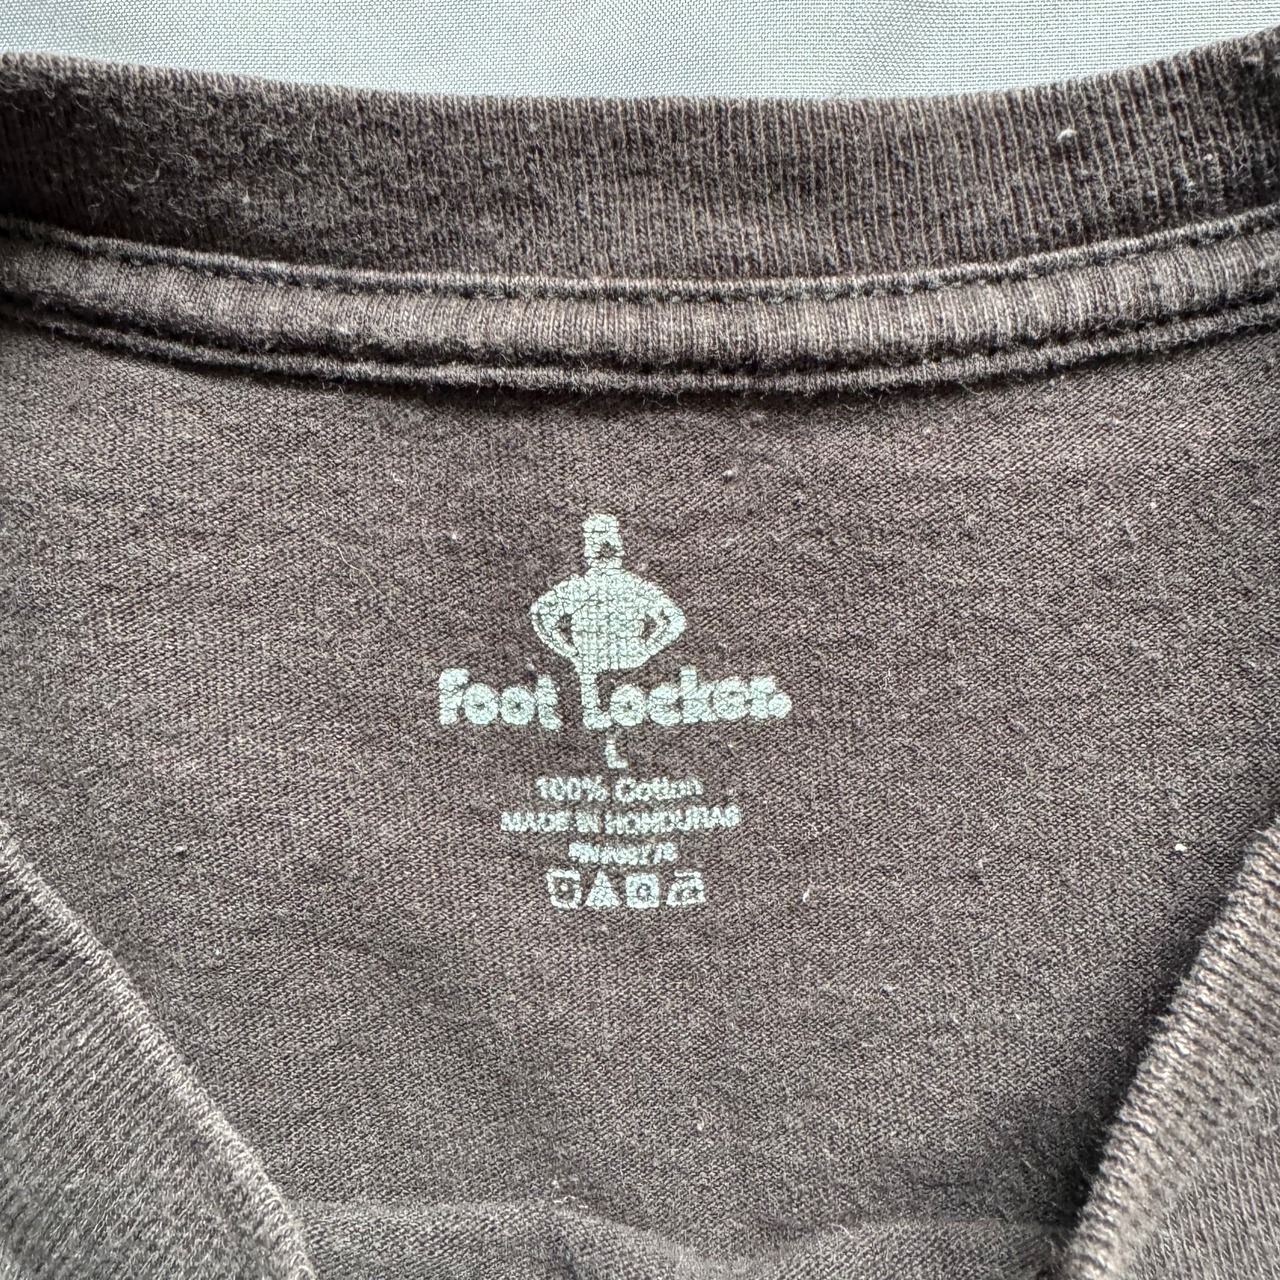 Foot Locker.
L
100% Cotton
MADE IN HONDURAS